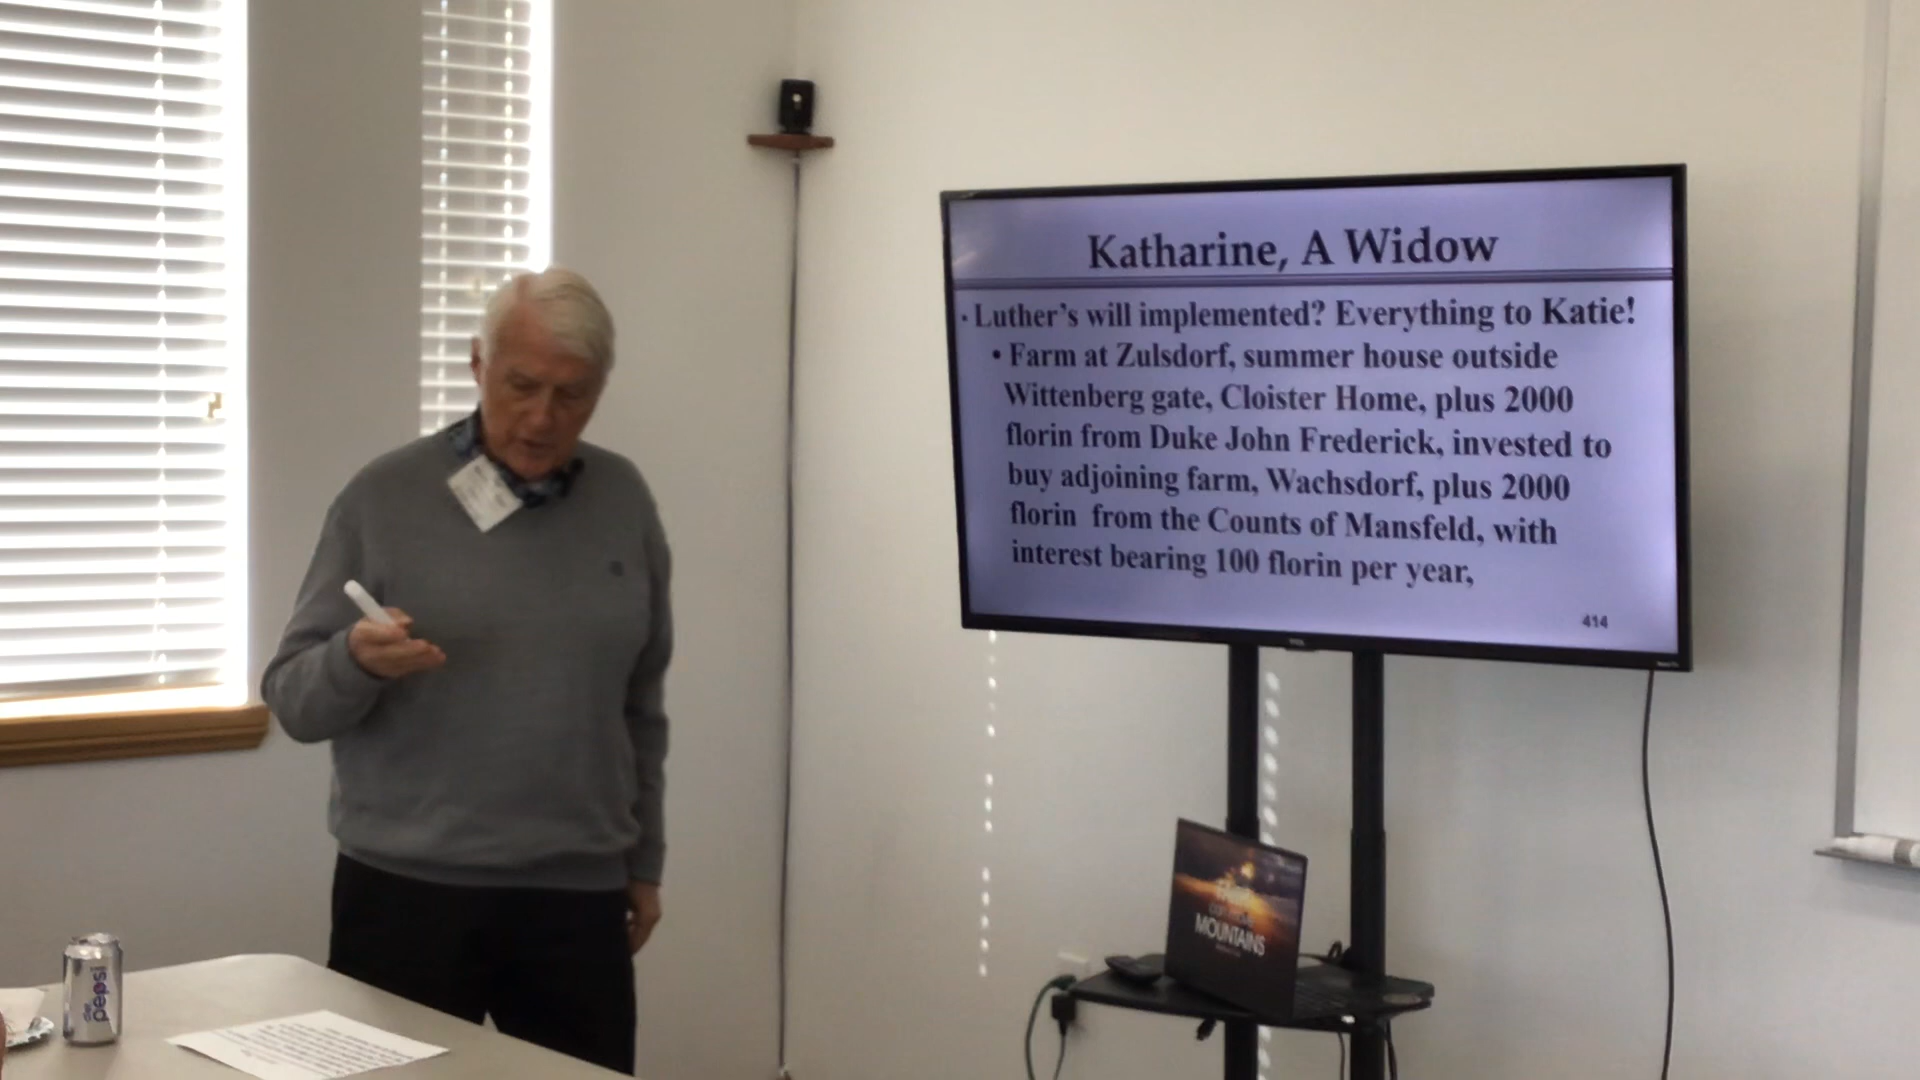 Katharine, A Widow
· Luther's will implemented? Everything to Katie!
• Farm at Zulsdorf, summer house outside
Wittenberg gate, Cloister Home, plus 2000
florin from Duke John Frederick, invested to
buy adjoining farm, Wachsdorf, plus 2000
florin from the Counts of Mansfeld, with
interest bearing 100 florin per year,
414
TCL
MOUNTAINS
diet
pepsi